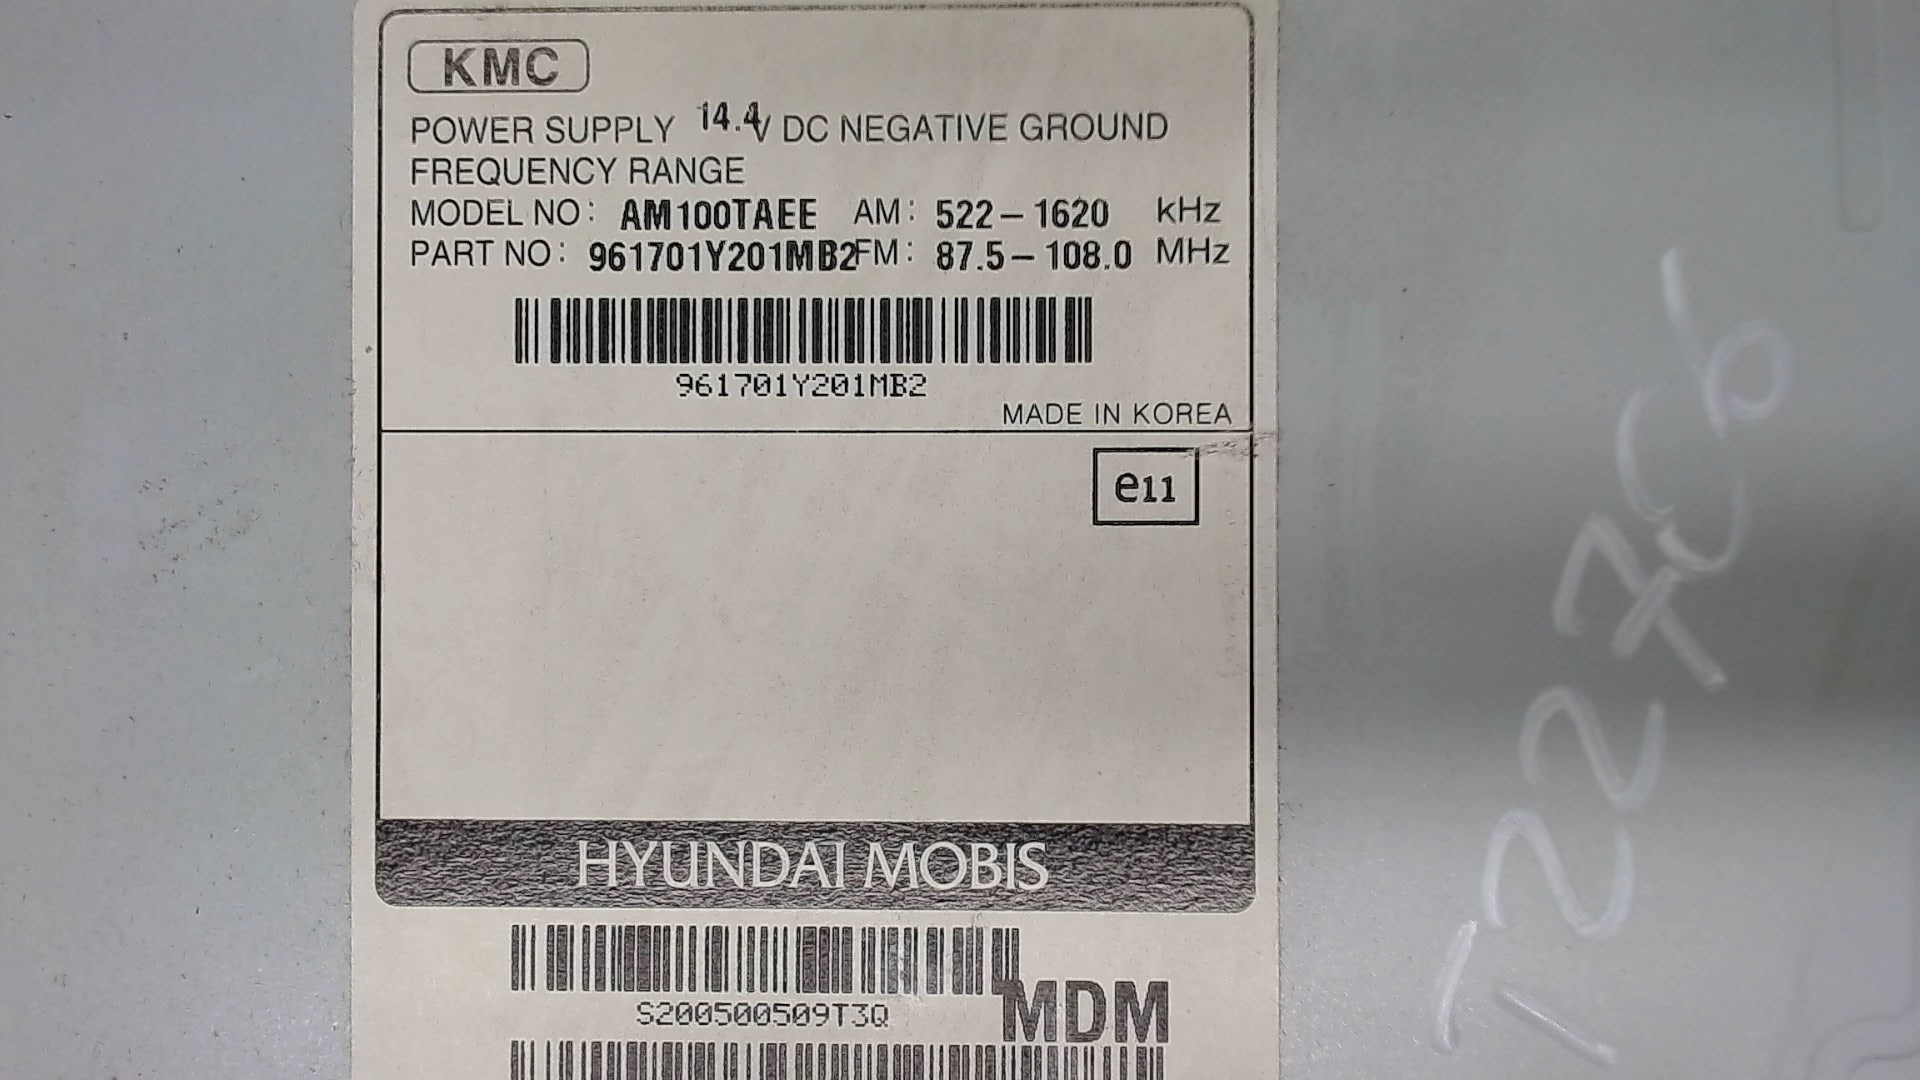 KMC
POWER SUPPLY 14.4V DC NEGATIVE GROUND
FREQUENCY RANGE
MODEL NO: AM100TAEE AM: 522-1620 kHz
PART NO: 961701Y201MB2 FM: 87.5-108.0 MHz
961701Y201MB2
MADE IN KOREA
e11
HYUNDAI MOBIS
S200500509T3Q
MDM